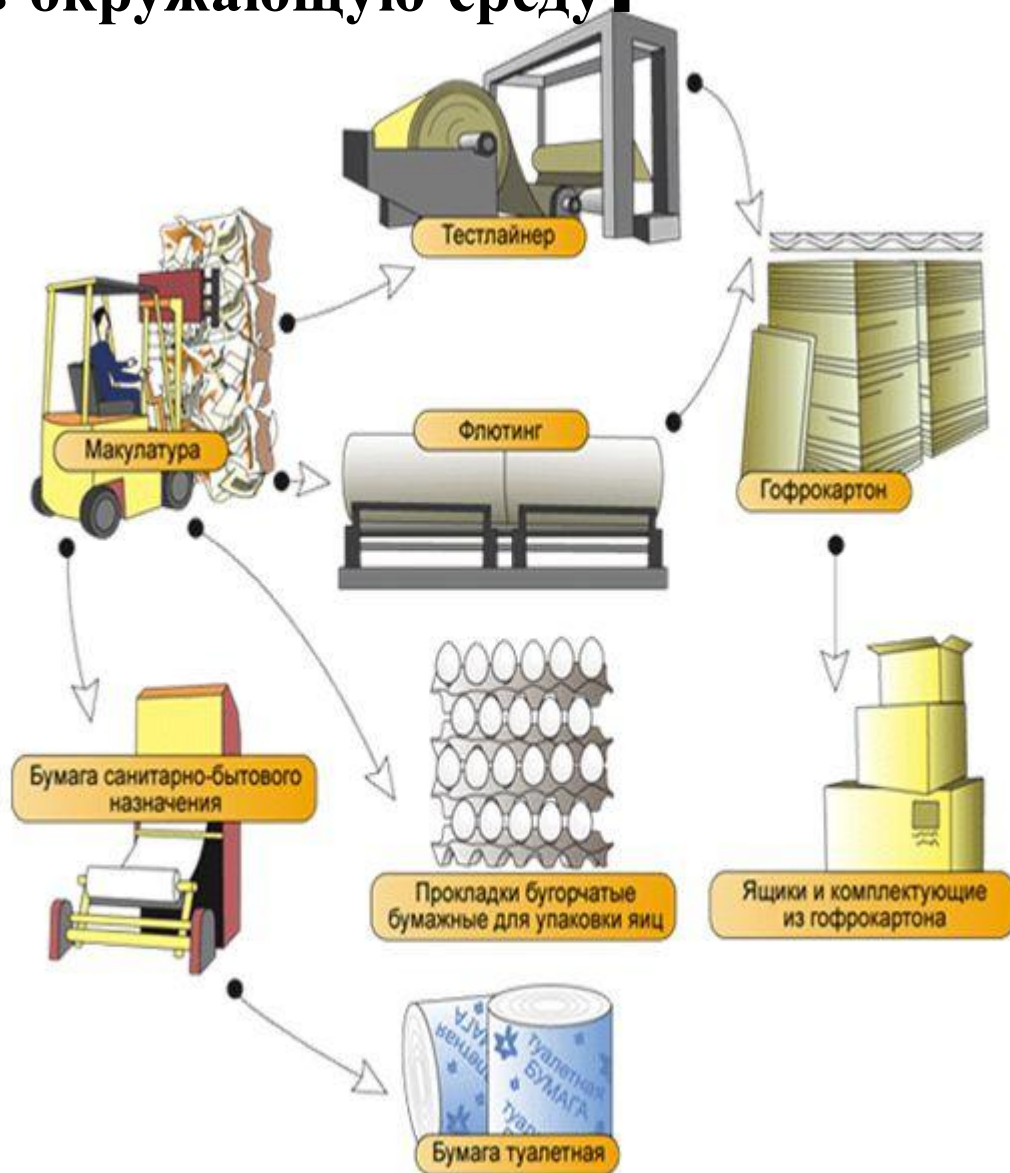 окружающую среду
Тестлайнер
Макулатура
Флютинг
Гофрокартон
Бумага санитарно-бытового
назначения
Прокладки бугорчатые
бумажные для упаковки яиц
Ящики и комплектующие
из гофрокартона
туалетная
БУМАГА
Бумага туалетная